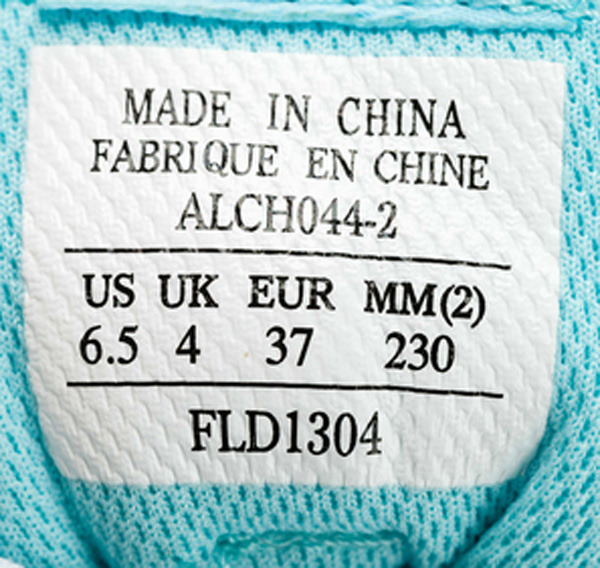 MADE IN CHINA
FABRIQUE EN CHINE
ALCH044-2
US UK EUR MM(2)
6.5 4 37 230
FLD1304